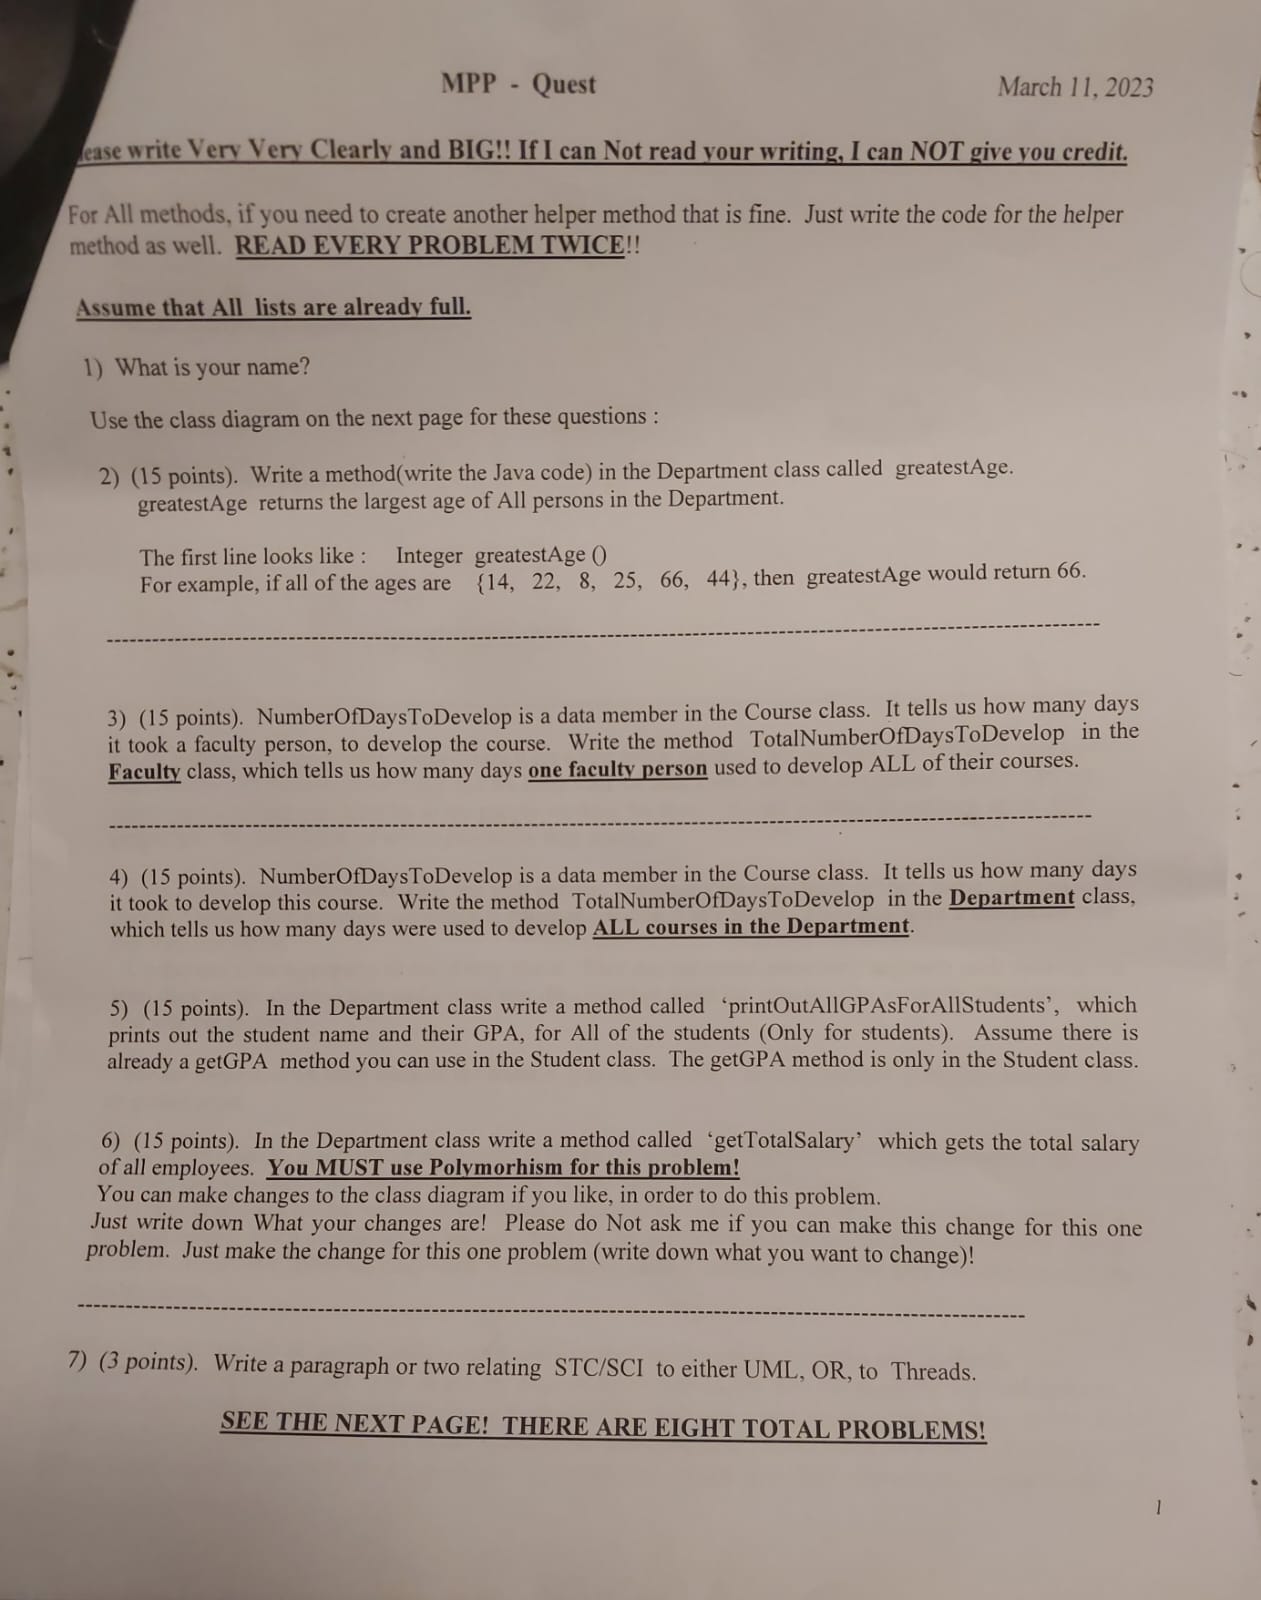 MPP - Quest March 11, 2023
ease write Very Very Clearly and BIG!! If I can Not read your writing, I can NOT give you credit.
For All methods, if you need to create another helper method that is fine. Just write the code for the helper
method as well. READ EVERY PROBLEM TWICE!!
Assume that All lists are already full.
1) What is your name?
Use the class diagram on the next page for these questions :
2) (15 points). Write a method(write the Java code) in the Department class called greatestAge.
greatestAge returns the largest age of All persons in the Department.
The first line looks like : Integer greatestAge ()
For example, if all of the ages are {14, 22, 8, 25, 66, 44}, then greatestAge would return 66.
3) (15 points). NumberOfDaysToDevelop is a data member in the Course class. It tells us how many days
it took a faculty person, to develop the course. Write the method TotalNumberOfDaysToDevelop in the
Faculty class, which tells us how many days one faculty person used to develop ALL of their courses.
4) (15 points). NumberOfDaysToDevelop is a data member in the Course class. It tells us how many days
it took to develop this course. Write the method TotalNumberOfDaysToDevelop in the Department class,
which tells us how many days were used to develop ALL courses in the Department.
5) (15 points). In the Department class write a method called ‘printOutAllGPAsForAllStudents’, which
prints out the student name and their GPA, for All of the students (Only for students). Assume there is
already a getGPA method you can use in the Student class. The getGPA method is only in the Student class.
6) (15 points). In the Department class write a method called ‘getTotalSalary’ which gets the total salary
of all employees. You MUST use Polymorhism for this problem!
You can make changes to the class diagram if you like, in order to do this problem.
Just write down What your changes are! Please do Not ask me if you can make this change for this one
problem. Just make the change for this one problem (write down what you want to change)!
7) (3 points). Write a paragraph or two relating STC/SCI to either UML, OR, to Threads.
SEE THE NEXT PAGE! THERE ARE EIGHT TOTAL PROBLEMS!
1